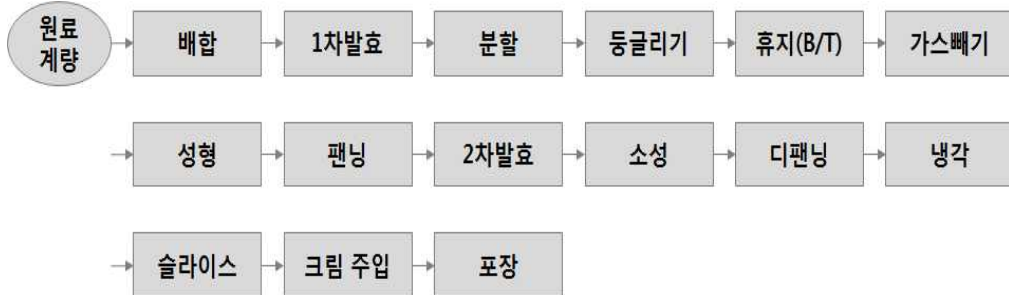 원료
계량
배합
1차발효
분할
둥글리기
휴지(B/T)
가스빼기
성형
팬닝
2차발효
소성
디팬닝
냉각
슬라이스
크림 주입
포장